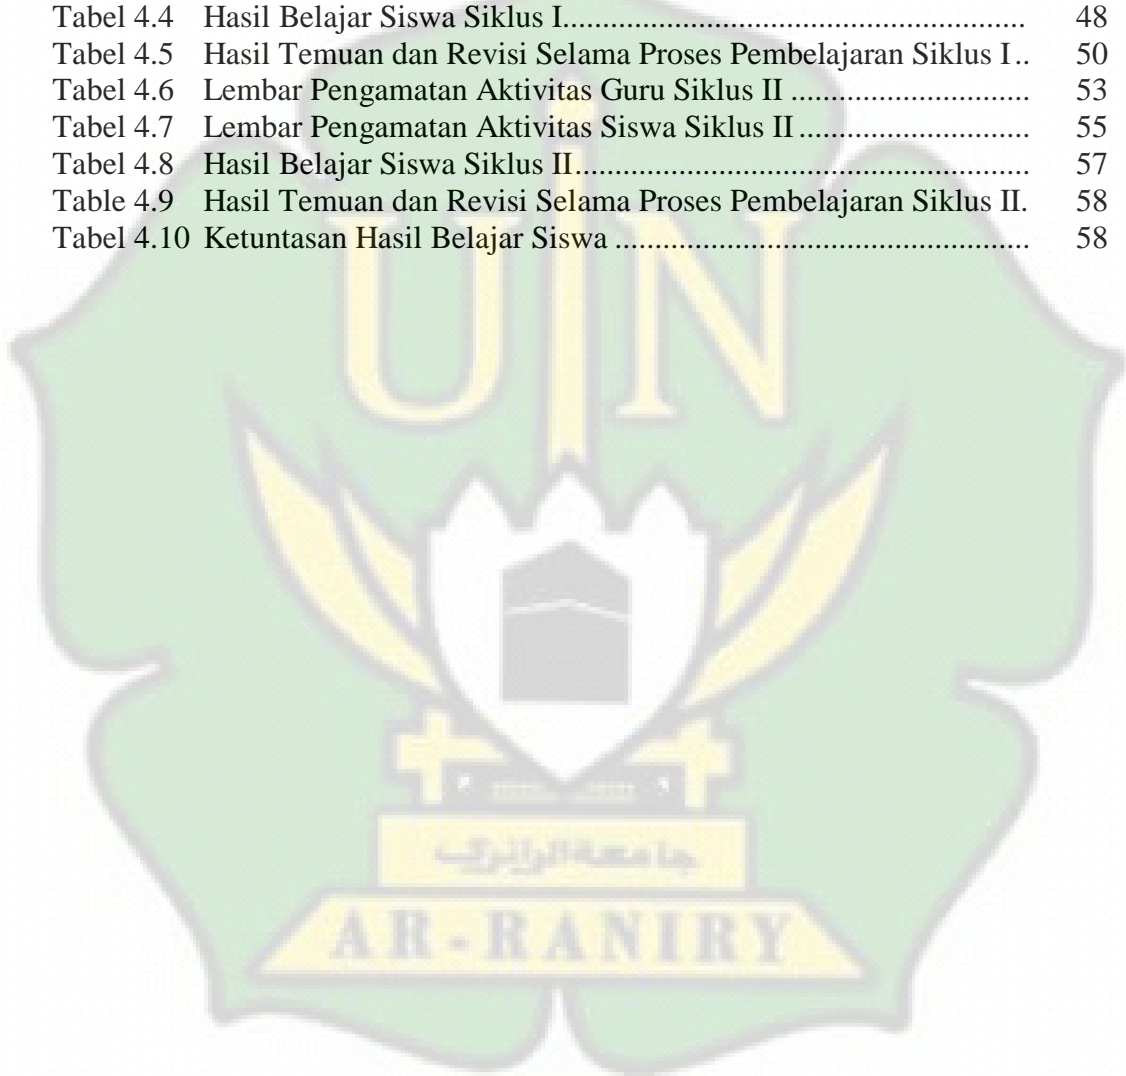 Tabel 4.4 Hasil Belajar Siswa Siklus I.......................................................... 48
Tabel 4.5 Hasil Temuan dan Revisi Selama Proses Pembelajaran Siklus I.. 50
Tabel 4.6 Lembar Pengamatan Aktivitas Guru Siklus II .............................. 53
Tabel 4.7 Lembar Pengamatan Aktivitas Siswa Siklus II ............................. 55
Tabel 4.8 Hasil Belajar Siswa Siklus II......................................................... 57
Table 4.9 Hasil Temuan dan Revisi Selama Proses Pembelajaran Siklus II. 58
Tabel 4.10 Ketuntasan Hasil Belajar Siswa .................................................... 58
UIN
جامعة الرانري
AR-RANIRY